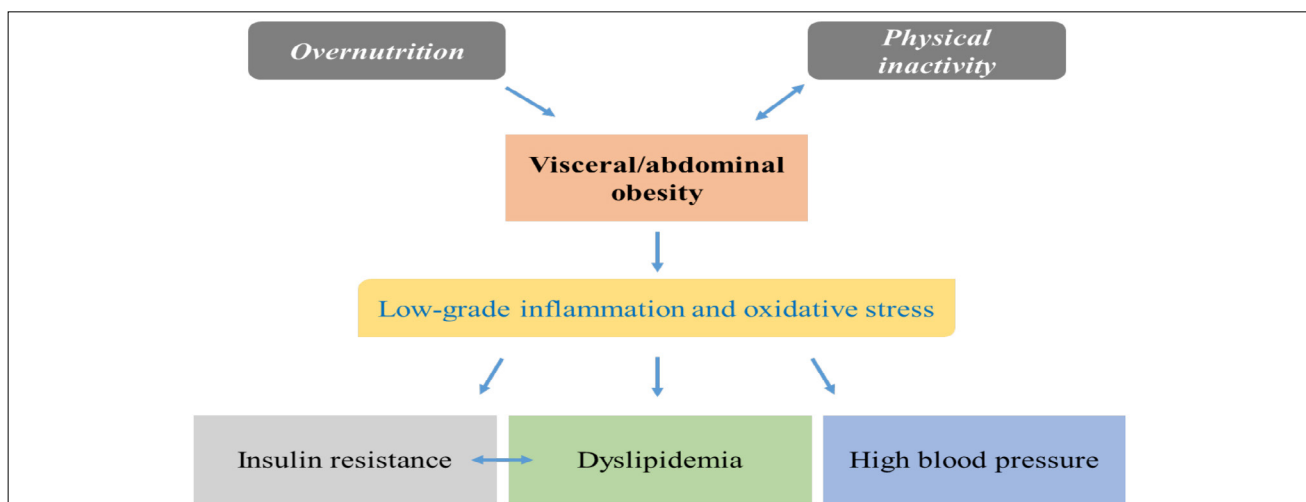 Overnutrition
Physical
inactivity
Visceral/abdominal
obesity
Low-grade inflammation and oxidative stress
Insulin resistance
Dyslipidemia
High blood pressure